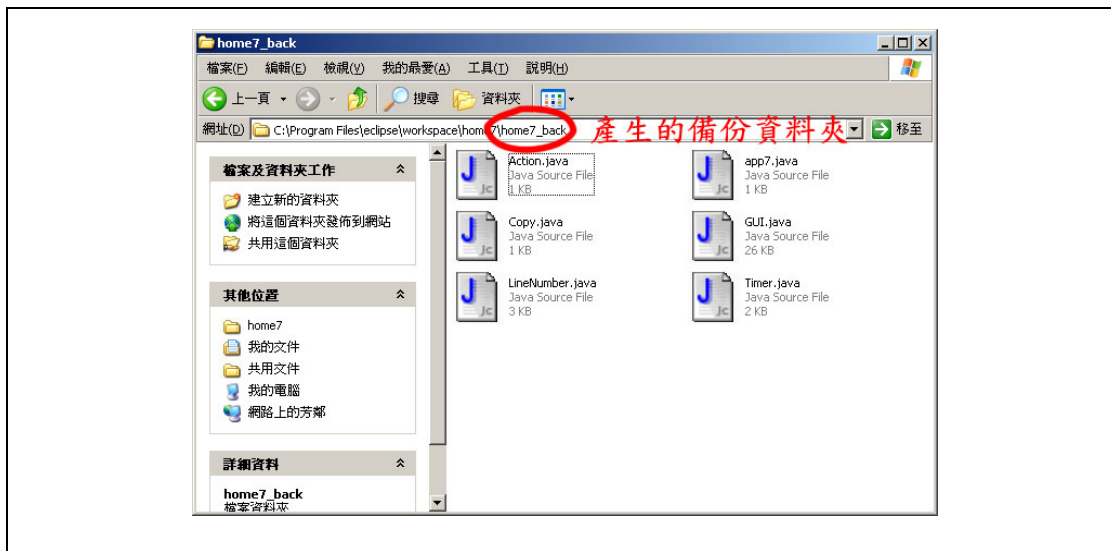 home7_back
檔案(F) 編輯(E) 檢視(V) 我的最愛(A) 工具(T) 說明(H)
上一頁 搜尋 資料夾
網址(D) C:\Program Files\eclipse\workspace\home7\home7_back 產生的備份資料夾 移至
檔案及資料夾工作
建立新的資料夾
將這個資料夾發佈到網站
共用這個資料夾
其他位置
home7
我的文件
共用文件
我的電腦
網路上的芳鄰
詳細資料
home7_back
檔案資料夾
Action.java
Java Source File
1 KB
app7.java
Java Source File
1 KB
Copy.java
Java Source File
1 KB
GUI.java
Java Source File
26 KB
LineNumber.java
Java Source File
3 KB
Timer.java
Java Source File
2 KB